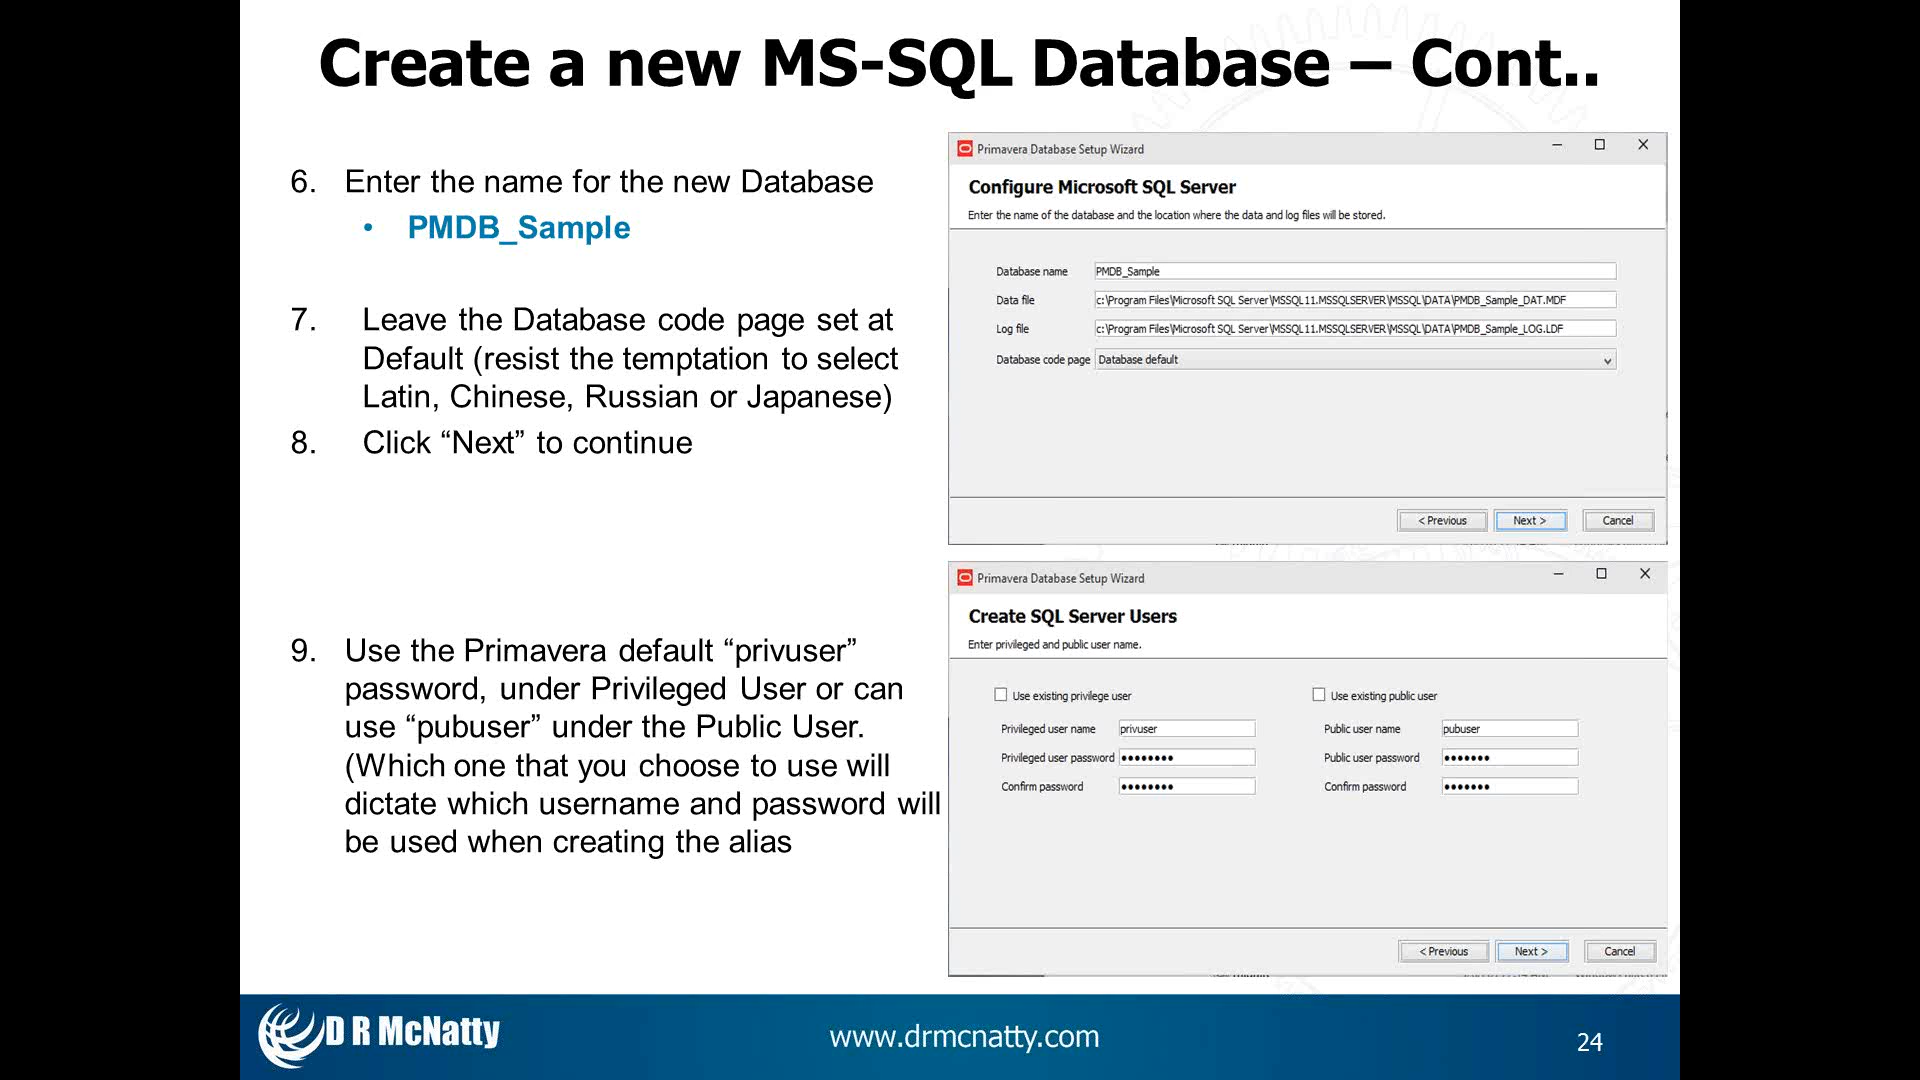 Create a new MS-SQL Database – Cont..
6. Enter the name for the new Database
• PMDB_Sample
7. Leave the Database code page set at
Default (resist the temptation to select
Latin, Chinese, Russian or Japanese)
8. Click “Next” to continue
9. Use the Primavera default “privuser”
password, under Privileged User or can
use “pubuser” under the Public User.
(Which one that you choose to use will
dictate which username and password will
be used when creating the alias
Primavera Database Setup Wizard
Configure Microsoft SQL Server
Enter the name of the database and the location where the data and log files will be stored.
Database name PMDB_Sample
Data file c:\Program Files\Microsoft SQL Server\MSSQL11.MSSQLSERVER\MSSQL\DATA\PMDB_Sample_DAT.MDF
Log file c:\Program Files\Microsoft SQL Server\MSSQL11.MSSQLSERVER\MSSQL\DATA\PMDB_Sample_LOG.LDF
Database code page Database default
< Previous Next > Cancel
Primavera Database Setup Wizard
Create SQL Server Users
Enter privileged and public user name.
Use existing privilege user Use existing public user
Privileged user name privuser Public user name pubuser
Privileged user password ●●●●●●●● Public user password ●●●●●●●
Confirm password ●●●●●●●● Confirm password ●●●●●●●
< Previous Next > Cancel
D R McNatty
www.drmcnatty.com
24